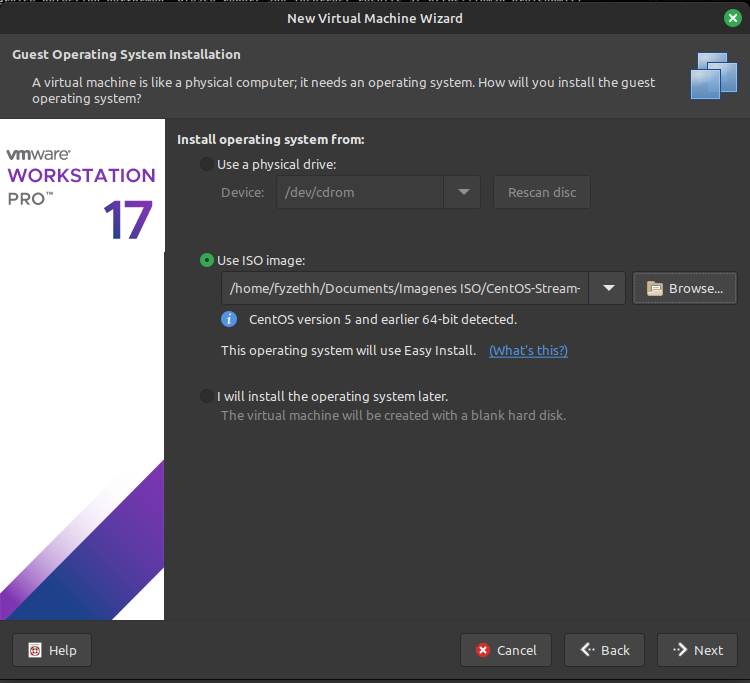 New Virtual Machine Wizard
Guest Operating System Installation
A virtual machine is like a physical computer; it needs an operating system. How will you install the guest
operating system?
vmware®
WORKSTATION
PRO™
17
Install operating system from:
Use a physical drive:
Device: /dev/cdrom Rescan disc
Use ISO image:
/home/fyzethh/Documents/Imagenes ISO/CentOS-Stream- Browse...
CentOS version 5 and earlier 64-bit detected.
This operating system will use Easy Install. (What's this?)
I will install the operating system later.
The virtual machine will be created with a blank hard disk.
Help Cancel Back Next